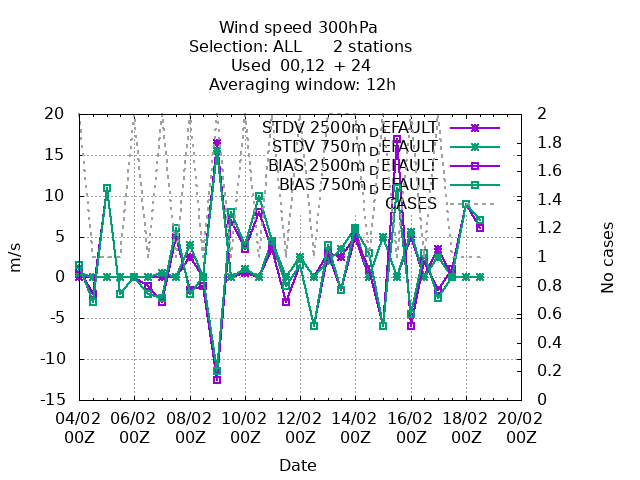 Wind speed 300hPa
Selection: ALL 2 stations
Used 00,12 + 24
Averaging window: 12h
20
15
10
5
0
-5
-10
-15
m/s
2
1.8
1.6
1.4
1.2
1
0.8
0.6
0.4
0.2
0
No cases
STDV 2500m_DEFAULT
STDV 750m_DEFAULT
BIAS 2500m_DEFAULT
BIAS 750m_DEFAULT
CASES
04/02 06/02 08/02 10/02 12/02 14/02 16/02 18/02 20/02
00Z 00Z 00Z 00Z 00Z 00Z 00Z 00Z 00Z
Date